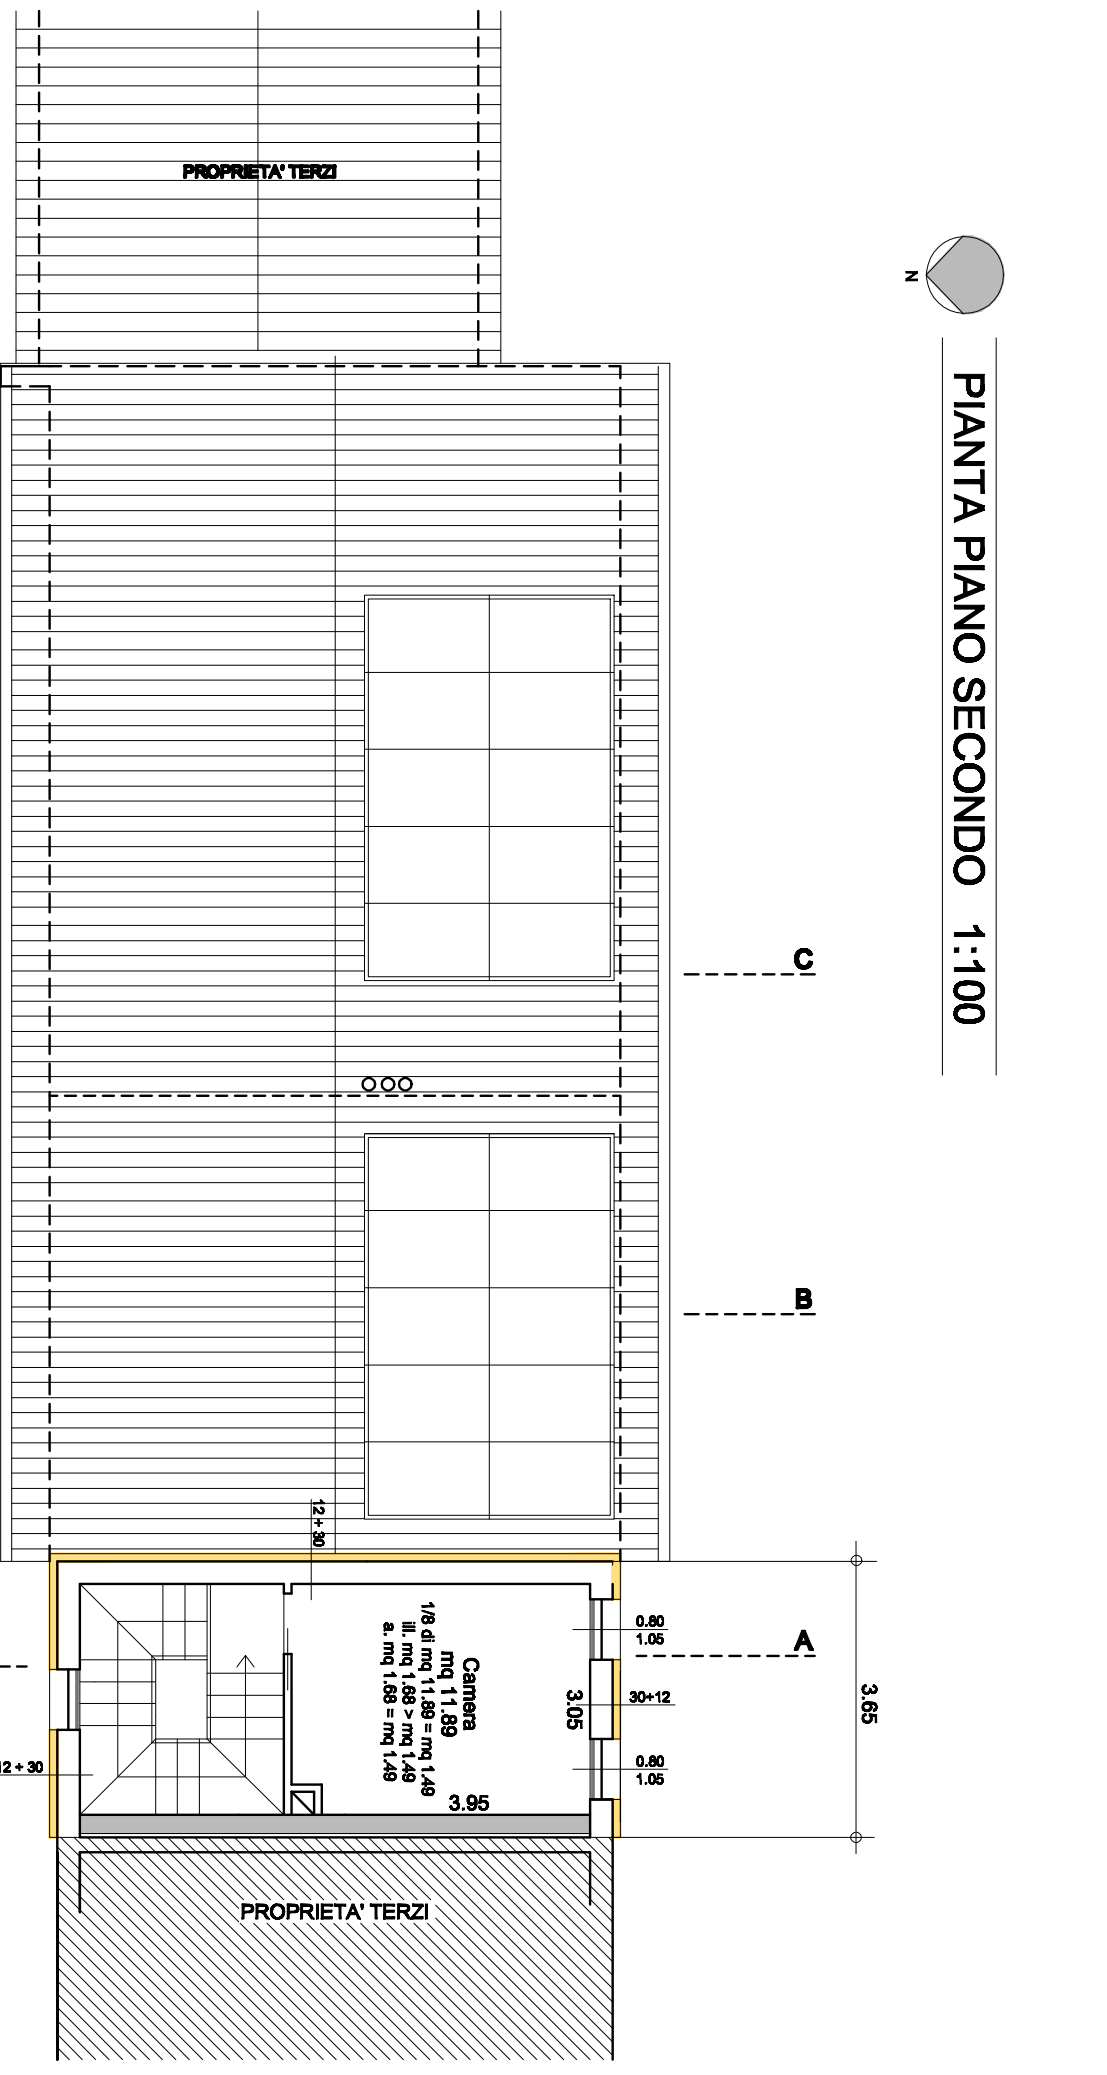 PIANTA PIANO SECONDO 1:100
N
PROPRIETA' TERZI
C
B
A
12 + 30
0.80
1.05
30+12
0.80
1.05
3.65
Camera
mq 11.89
1/8 di mq 11.89 = mq 1.49
ill. mq 1.68 > mq 1.49
a. mq 1.68 = mq 1.49
3.05
3.95
12 + 30
PROPRIETA' TERZI